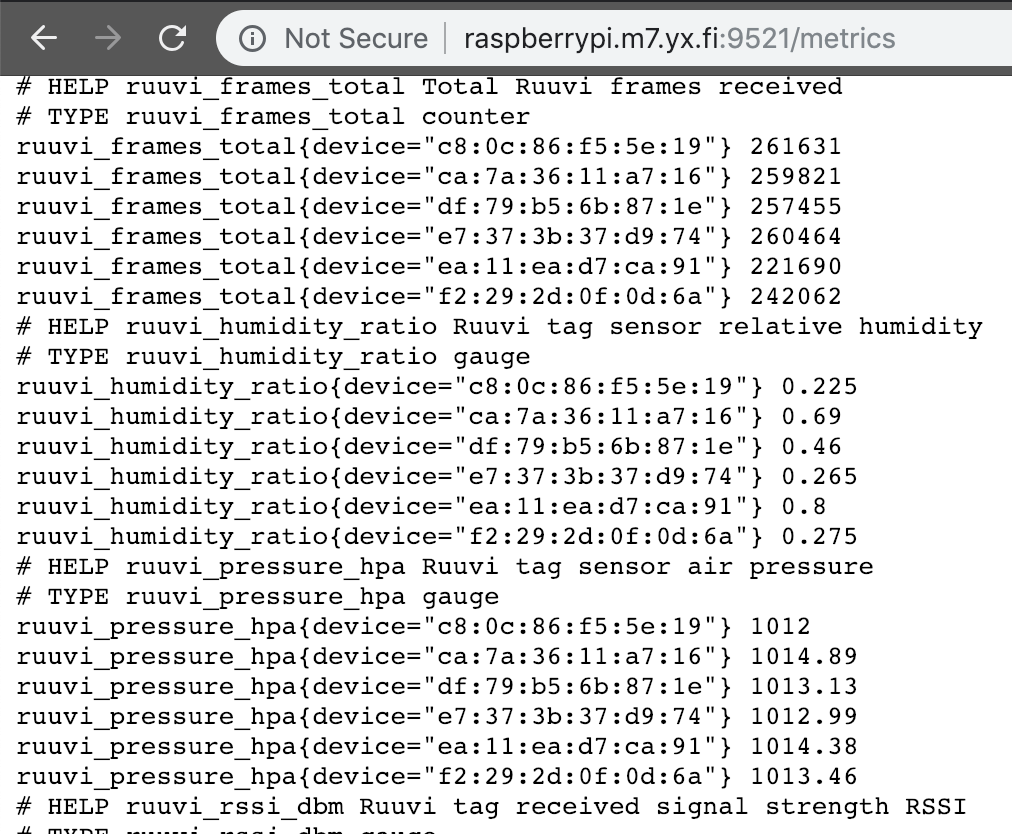 Not Secure raspberrypi.m7.yx.fi:9521/metrics
# HELP ruuvi_frames_total Total Ruuvi frames received
# TYPE ruuvi_frames_total counter
ruuvi_frames_total{device="c8:0c:86:f5:5e:19"} 261631
ruuvi_frames_total{device="ca:7a:36:11:a7:16"} 259821
ruuvi_frames_total{device="df:79:b5:6b:87:1e"} 257455
ruuvi_frames_total{device="e7:37:3b:37:d9:74"} 260464
ruuvi_frames_total{device="ea:11:ea:d7:ca:91"} 221690
ruuvi_frames_total{device="f2:29:2d:0f:0d:6a"} 242062
# HELP ruuvi_humidity_ratio Ruuvi tag sensor relative humidity
# TYPE ruuvi_humidity_ratio gauge
ruuvi_humidity_ratio{device="c8:0c:86:f5:5e:19"} 0.225
ruuvi_humidity_ratio{device="ca:7a:36:11:a7:16"} 0.69
ruuvi_humidity_ratio{device="df:79:b5:6b:87:1e"} 0.46
ruuvi_humidity_ratio{device="e7:37:3b:37:d9:74"} 0.265
ruuvi_humidity_ratio{device="ea:11:ea:d7:ca:91"} 0.8
ruuvi_humidity_ratio{device="f2:29:2d:0f:0d:6a"} 0.275
# HELP ruuvi_pressure_hpa Ruuvi tag sensor air pressure
# TYPE ruuvi_pressure_hpa gauge
ruuvi_pressure_hpa{device="c8:0c:86:f5:5e:19"} 1012
ruuvi_pressure_hpa{device="ca:7a:36:11:a7:16"} 1014.89
ruuvi_pressure_hpa{device="df:79:b5:6b:87:1e"} 1013.13
ruuvi_pressure_hpa{device="e7:37:3b:37:d9:74"} 1012.99
ruuvi_pressure_hpa{device="ea:11:ea:d7:ca:91"} 1014.38
ruuvi_pressure_hpa{device="f2:29:2d:0f:0d:6a"} 1013.46
# HELP ruuvi_rssi_dbm Ruuvi tag received signal strength RSSI
# TYPE ruuvi_rssi_dbm gauge